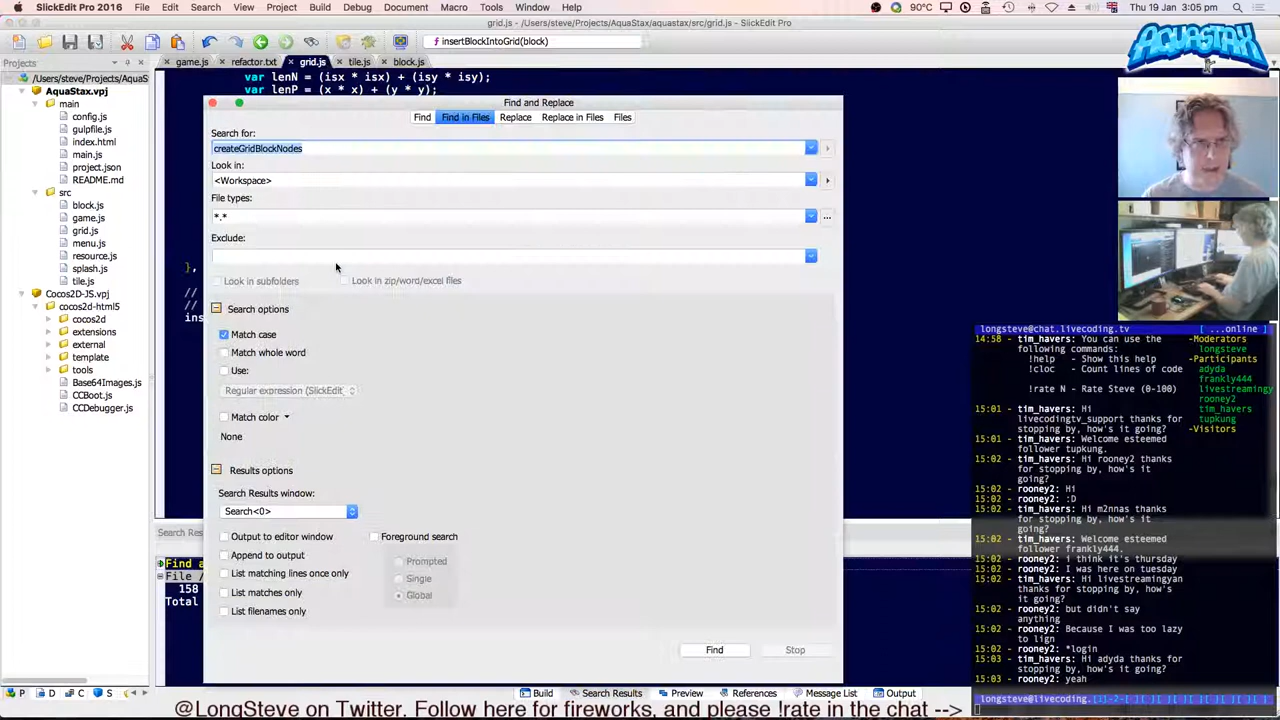 SlickEdit Pro 2016 File Edit Search View Project Build Debug Document Macro Tools Window Help 90°C Thu 19 Jan 3:05 pm
grid.js - /Users/steve/Projects/AquaStax/aquastax/src/grid.js - SlickEdit Pro
insertBlockIntoGrid(block)
Projects
game.js refactor.txt grid.js tile.js block.js
/Users/steve/Projects/AquaS
AquaStax.vpj
main
config.js
gulpfile.js
index.html
main.js
project.json
README.md
src
block.js
game.js
grid.js
menu.js
resource.js
splash.js
tile.js
Cocos2D-JS.vpj
cocos2d-html5
cocos2d
extensions
external
template
tools
Base64Images.js
CCBoot.js
CCDebugger.js
var lenN = (isx * isx) + (isy * isy);
var lenP = (x * x) + (y * y);
},
//
//
ins
Find and Replace
Find Find in Files Replace Replace in Files Files
Search for:
createGridBlockNodes
Look in:
<Workspace>
File types:
*.*
...
Exclude:
Look in subfolders Look in zip/word/excel files
Search options
Match case
Match whole word
Use:
Regular expression (SlickEdit)
Match color
None
Results options
Search Results window:
Search<0>
Output to editor window Foreground search
Append to output Prompted
List matching lines once only Single
List matches only Global
List filenames only
Find Stop
Search Res
Find a
File /
158
Total
P D C S
Build Search Results Preview References Message List Output
AQUASTAX
longsteve@chat.livecoding.tv [ ...online ]
14:58 - tim_havers: You can use the
following commands:
!help - Show this help
!cloc - Count lines of code
!rate N - Rate Steve (0-100)
15:01 - tim_havers: Hi
livecodingtv_support thanks for
stopping by, how's it going?
15:01 - tim_havers: Welcome esteemed
follower tupkung.
15:02 - tim_havers: Hi rooney2 thanks
for stopping by, how's it
going?
15:02 - rooney2: Hi
15:02 - rooney2: :D
15:02 - tim_havers: Hi m2nnas thanks
for stopping by, how's it
going?
15:02 - tim_havers: Welcome esteemed
follower frankly444.
15:02 - rooney2: i think it's thursday
15:02 - rooney2: I was here on tuesday
15:02 - tim_havers: Hi livestreamingyan
thanks for stopping by, how's
it going?
15:02 - rooney2: but didn't say
anything
15:02 - rooney2: Because I was too lazy
to lign
15:02 - rooney2: *login
15:03 - tim_havers: Hi adyda thanks for
stopping by, how's it going?
15:03 - rooney2: yeah
-Moderators
longsteve
-Participants
adyda
frankly444
livestreamingy
rooney2
tim_havers
tupkung
-Visitors
longsteve@livecoding.
@LongSteve on Twitter. Follow here for fireworks, and please !rate in the chat -->